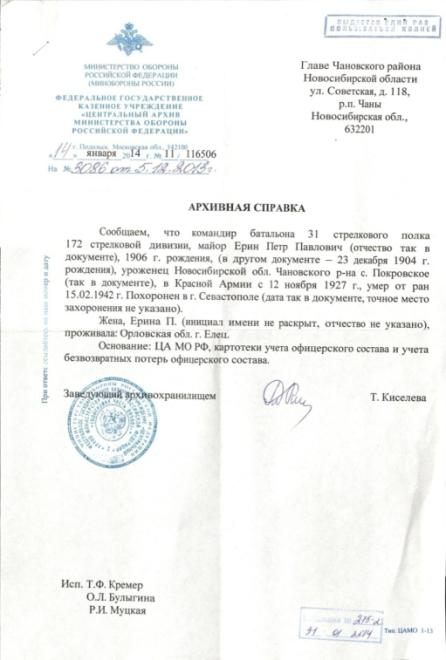 ВЫДАЕТСЯ ОДИН РАЗ
ПОЛЬЗОВАТЬСЯ КОПИЕЙ
МИНИСТЕРСТВО ОБОРОНЫ
РОССИЙСКОЙ ФЕДЕРАЦИИ
(МИНОБОРОНЫ РОССИИ)
ФЕДЕРАЛЬНОЕ ГОСУДАРСТВЕННОЕ
КАЗЕННОЕ УЧРЕЖДЕНИЕ
«ЦЕНТРАЛЬНЫЙ АРХИВ
МИНИСТЕРСТВА ОБОРОНЫ
РОССИЙСКОЙ ФЕДЕРАЦИИ»
г. Подольск, Московская обл., 142100
«14» января 2014 г. № 11 / 116506
На № 3086 от 5.12.2013г.
Главе Чановского района
Новосибирской области
ул. Советская, д. 118,
р.п. Чаны
Новосибирской обл.,
632201
АРХИВНАЯ СПРАВКА
Сообщаем, что командир батальона 31 стрелкового полка
172 стрелковой дивизии, майор Ерин Петр Павлович (отчество так в
документе), 1906 г. рождения, (в другом документе – 23 декабря 1904 г.
рождения), уроженец Новосибирской обл. Чановского р-на с. Покровское
(так в документе), в Красной Армии с 12 ноября 1927 г., умер от ран
15.02.1942 г. Похоронен в г. Севастополе (дата так в документе, точное место
захоронения не указано).
Жена, Ерина П. (инициал имени не раскрыт, отчество не указано),
проживала: Орловская обл. г. Елец.
Основание: ЦА МО РФ, картотеки учета офицерского состава и учета
безвозвратных потерь офицерского состава.
При ответе ссылайтесь на наш номер и дату
Заведующий архивохранилищем
Т. Киселева
Исп. Т.Ф. Кремер
О.Л. Булыгина
Р.И. Муцкая
31 01 2014
Тип. ЦАМО 1-13